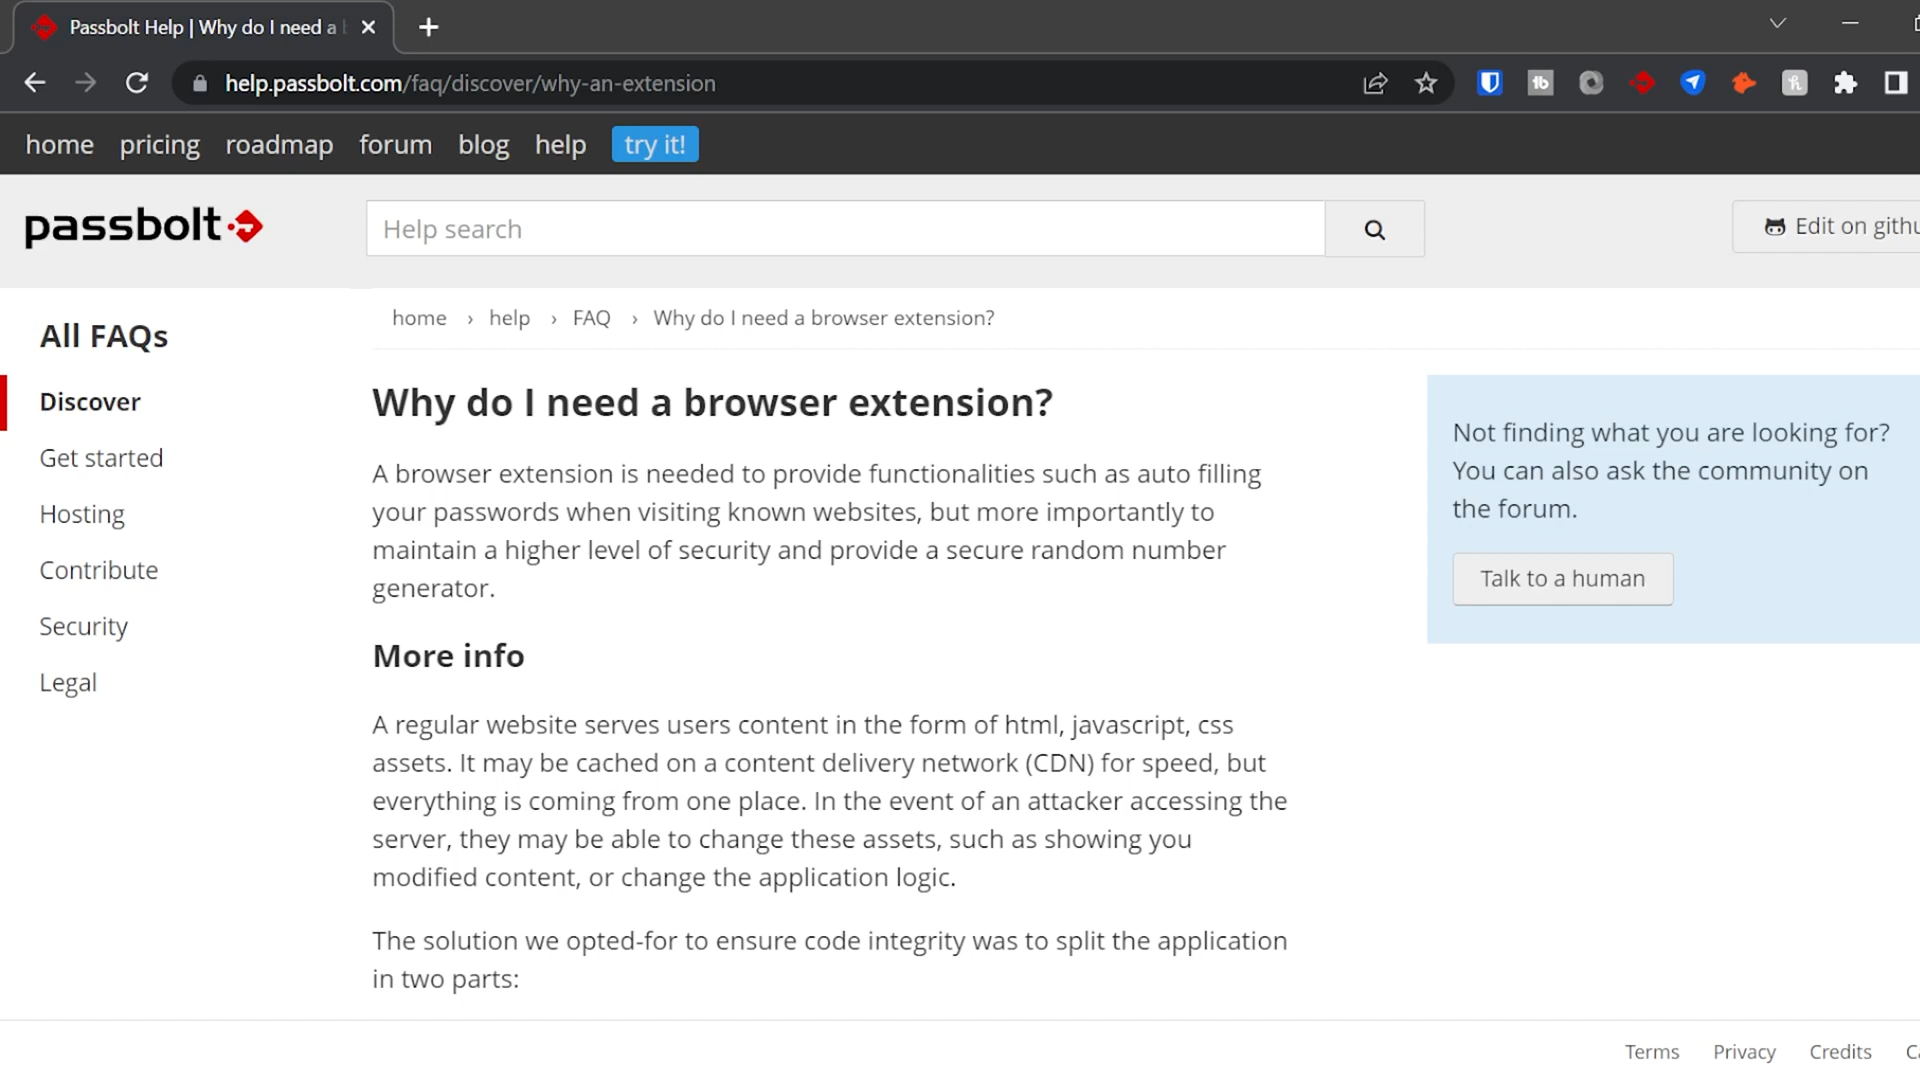 Passbolt Help | Why do I need a
help.passbolt.com/faq/discover/why-an-extension
home pricing roadmap forum blog help try it!
passbolt
Help search
Edit on githu
All FAQs
Discover
Get started
Hosting
Contribute
Security
Legal
home › help › FAQ › Why do I need a browser extension?
Why do I need a browser extension?
A browser extension is needed to provide functionalities such as auto filling
your passwords when visiting known websites, but more importantly to
maintain a higher level of security and provide a secure random number
generator.
More info
A regular website serves users content in the form of html, javascript, css
assets. It may be cached on a content delivery network (CDN) for speed, but
everything is coming from one place. In the event of an attacker accessing the
server, they may be able to change these assets, such as showing you
modified content, or change the application logic.
The solution we opted-for to ensure code integrity was to split the application
in two parts:
Not finding what you are looking for?
You can also ask the community on
the forum.
Talk to a human
Terms Privacy Credits